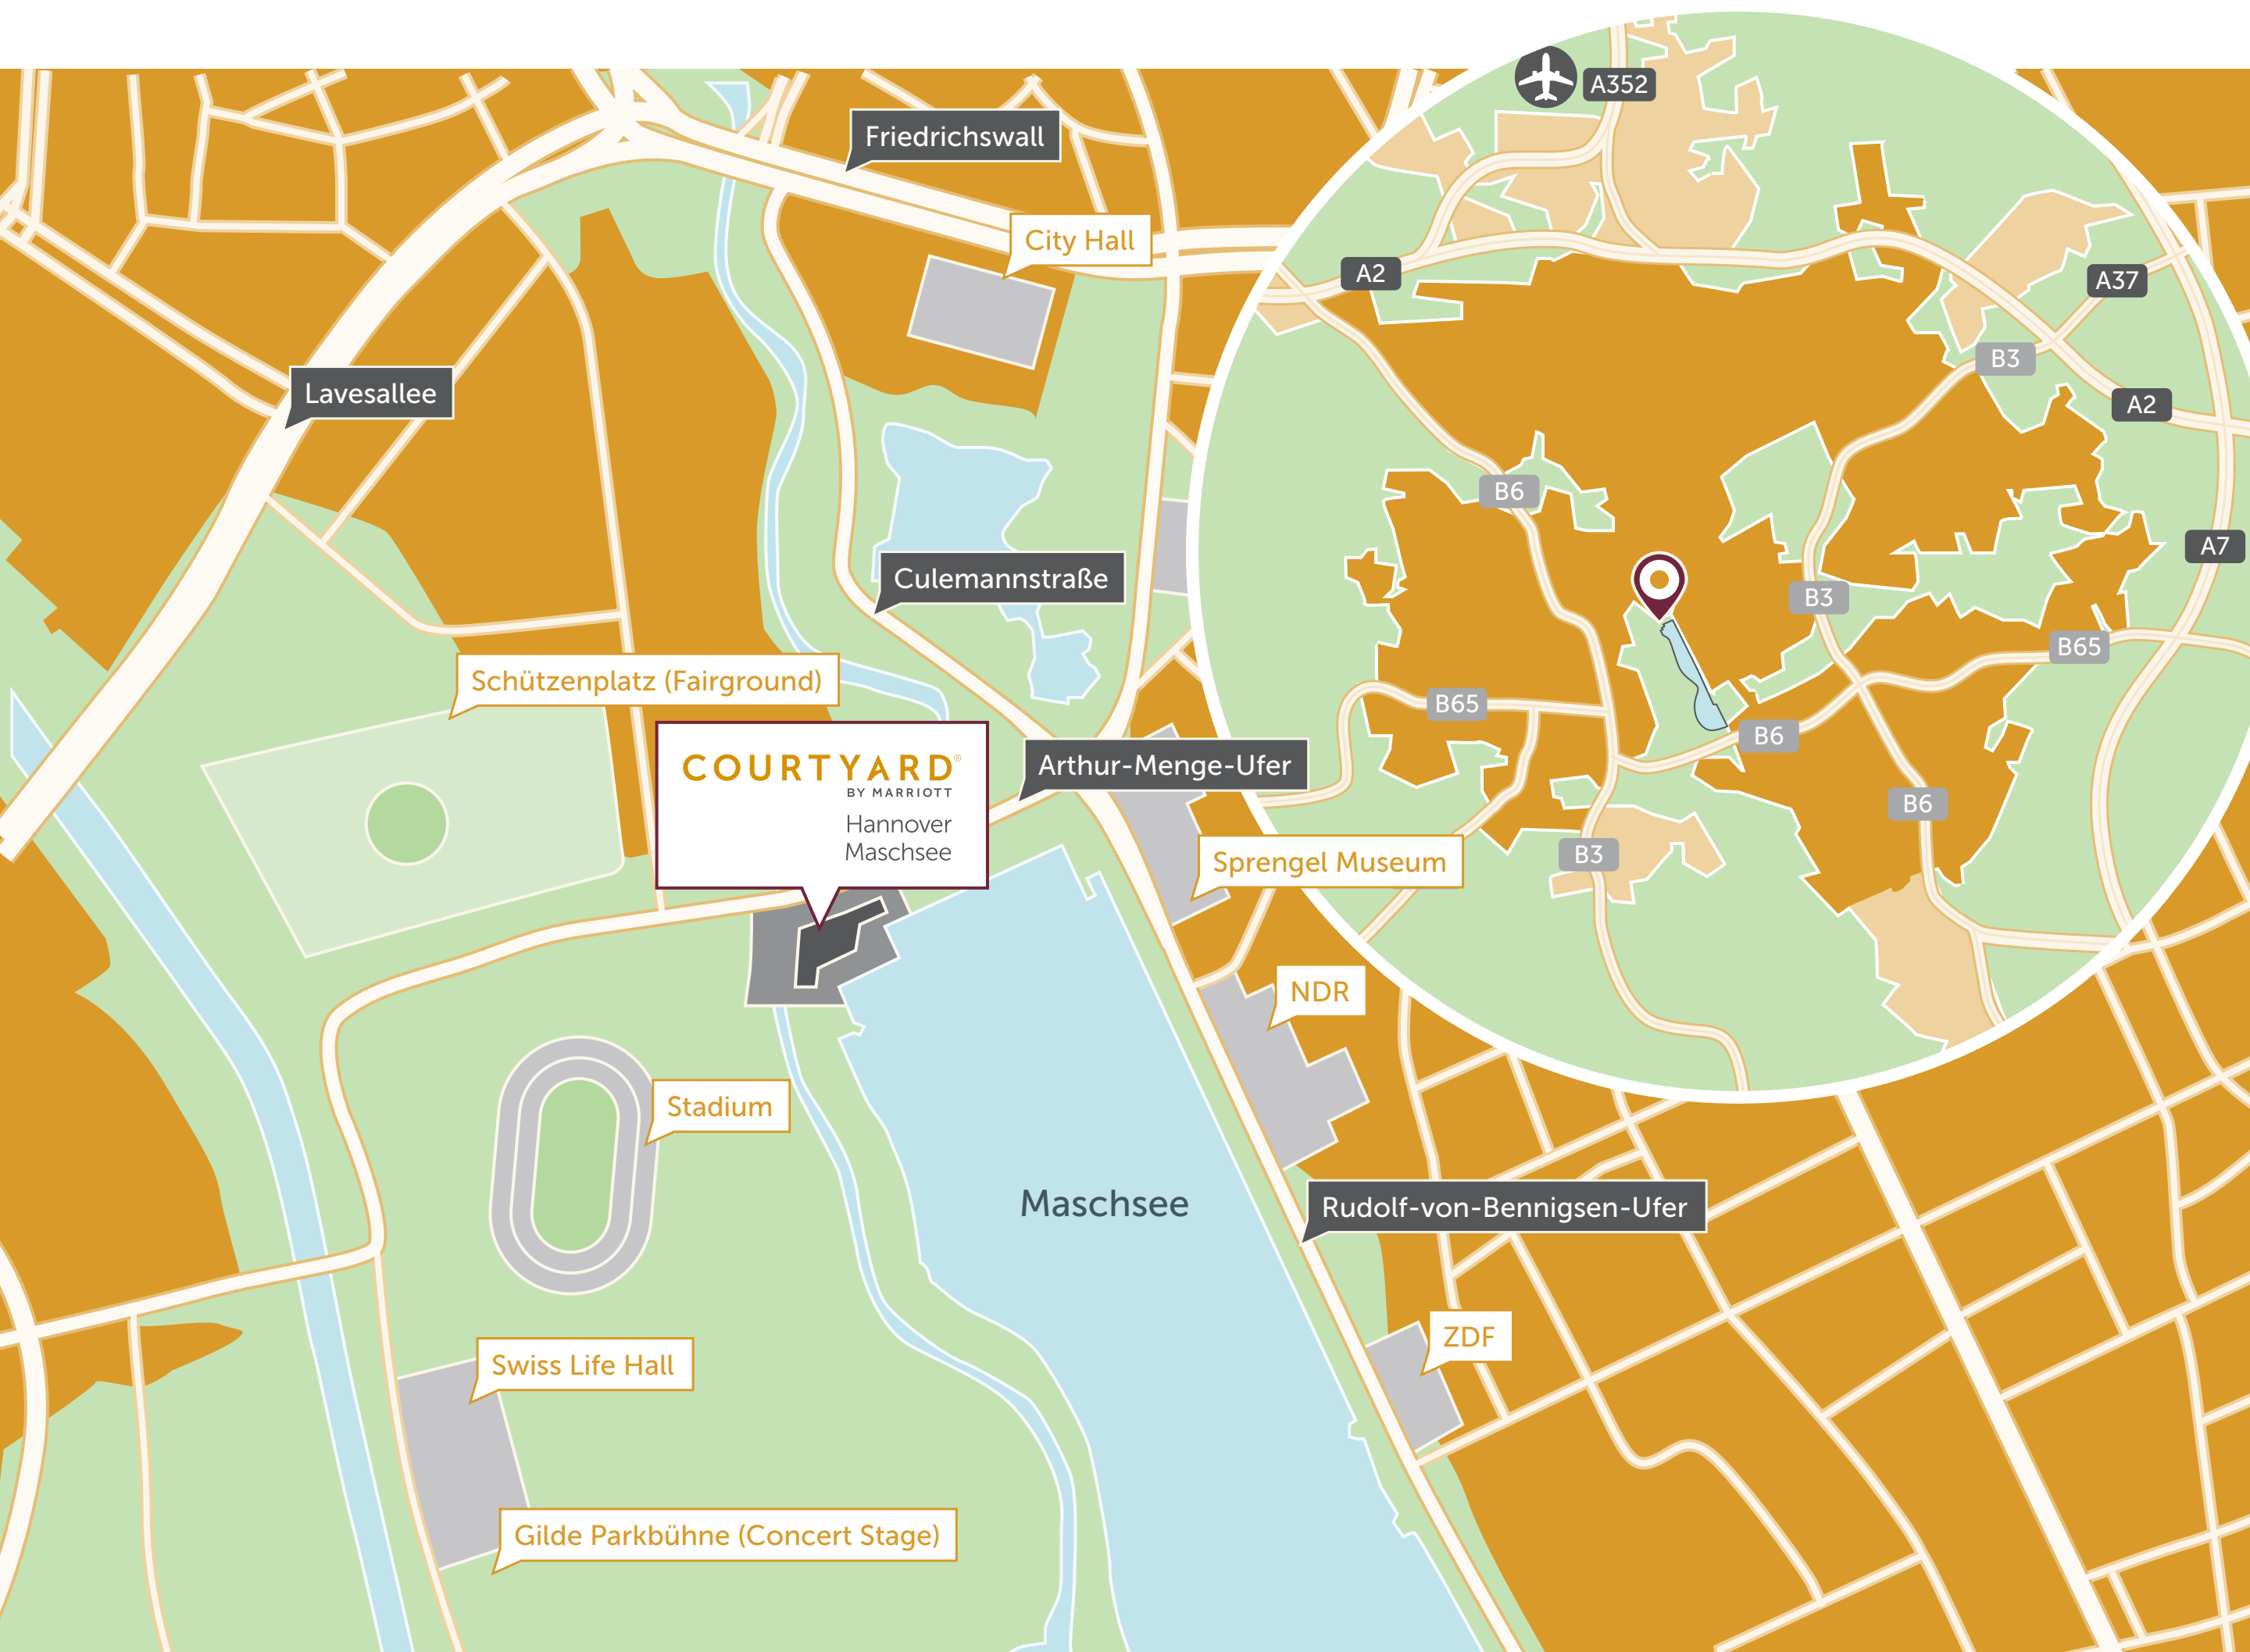 A352
Friedrichswall
City Hall
A2
A37
B3
Lavesallee
A2
B6
A7
Culemannstraße
B3
B65
Schützenplatz (Fairground)
B65
B6
COURTYARD®
BY MARRIOTT
Hannover
Maschsee
Arthur-Menge-Ufer
B6
B3
Sprengel Museum
NDR
Stadium
Maschsee
Rudolf-von-Bennigsen-Ufer
ZDF
Swiss Life Hall
Gilde Parkbühne (Concert Stage)